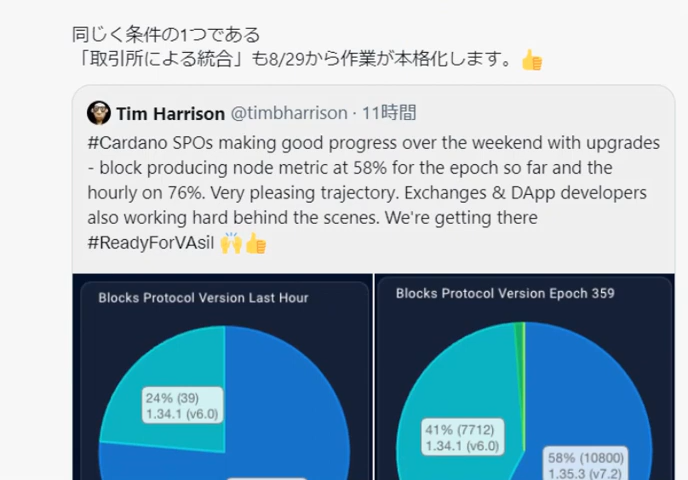 同じく条件の1つである
「取引所による統合」も8/29から作業が本格化します。👍
Tim Harrison @timbharrison · 11時間
#Cardano SPOs making good progress over the weekend with upgrades
- block producing node metric at 58% for the epoch so far and the
hourly on 76%. Very pleasing trajectory. Exchanges & DApp developers
also working hard behind the scenes. We're getting there
#ReadyForVAsil 🙌👍
Blocks Protocol Version Last Hour
24% (39)
1.34.1 (v6.0)
Blocks Protocol Version Epoch 359
41% (7712)
1.34.1 (v6.0)
58% (10800)
1.35.3 (v7.2)